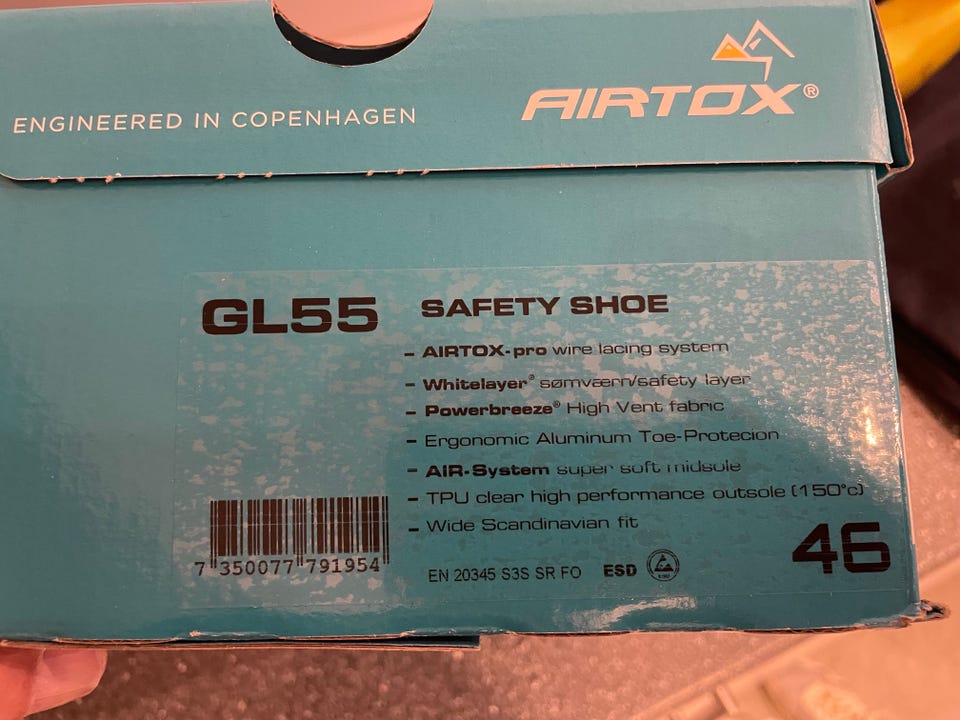 ENGINEERED IN COPENHAGEN
AIRTOX®
GL55
SAFETY SHOE
- AIRTOX-pro wire lacing system
- Whitelayer® sømværn/safety layer
- Powerbreeze® High Vent fabric
- Ergonomic Aluminum Toe-Protecion
- AIR-System super soft midsole
- TPU clear high performance outsole (150°c)
- Wide Scandinavian fit
7 350077 791954
EN 20345 S3S SR FO ESD
46